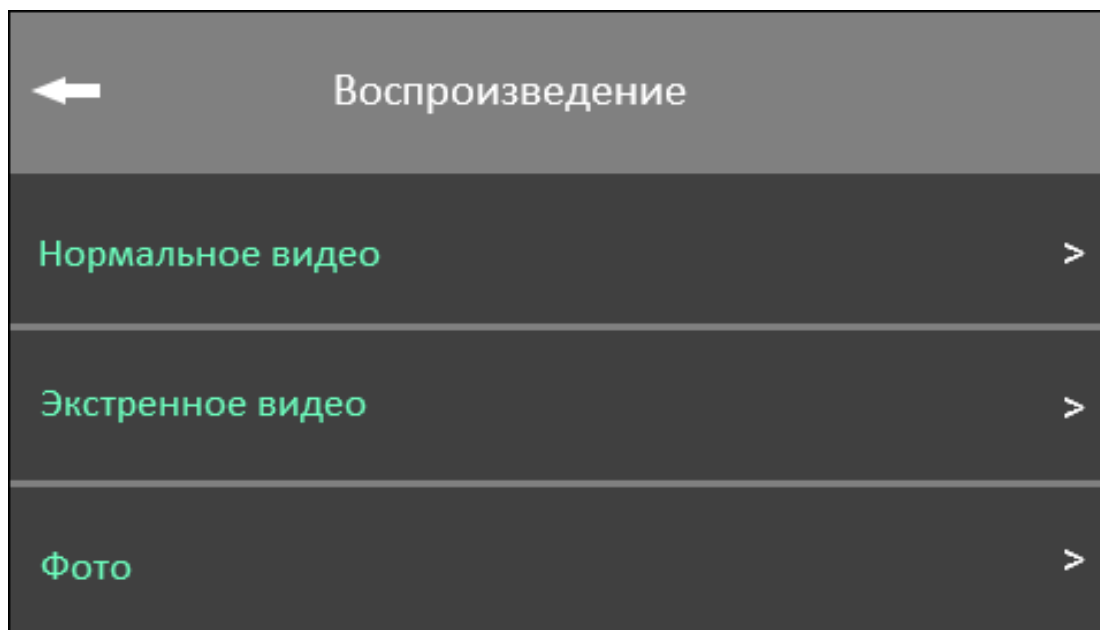 Воспроизведение
Нормальное видео >
Экстренное видео >
Фото >